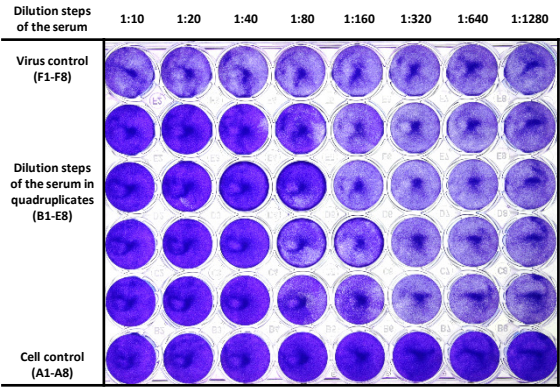 Dilution steps
of the serum
1:10 1:20 1:40 1:80 1:160 1:320 1:640 1:1280
Virus control
(F1-F8)
Dilution steps
of the serum in
quadruplicates
(B1-E8)
Cell control
(A1-A8)